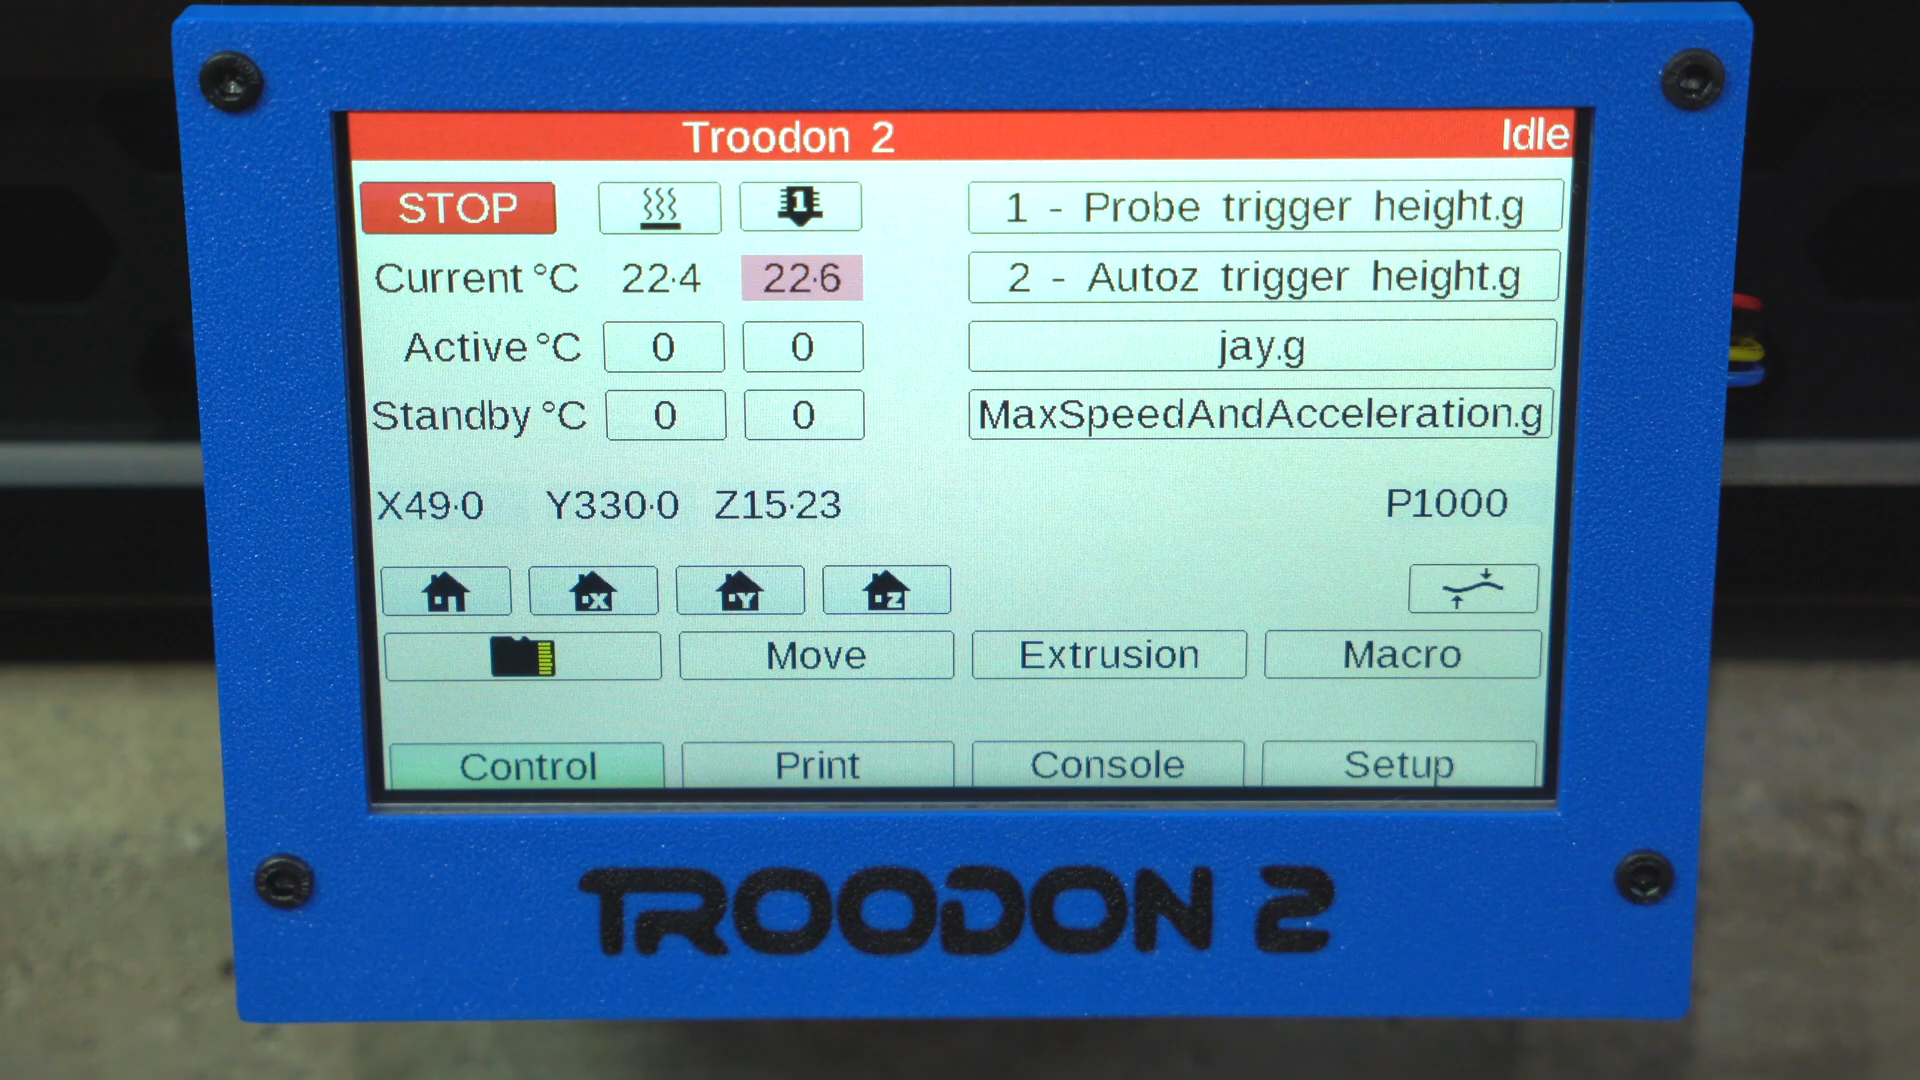 Troodon 2 Idle
STOP 1 1 - Probe trigger height.g
Current °C 22.4 22.6 2 - Autoz trigger height.g
Active °C 0 0 jay.g
Standby °C 0 0 MaxSpeedAndAcceleration.g
X49.0 Y330.0 Z15.23 P1000
X Y Z
Move Extrusion Macro
Control Print Console Setup
TROODON 2